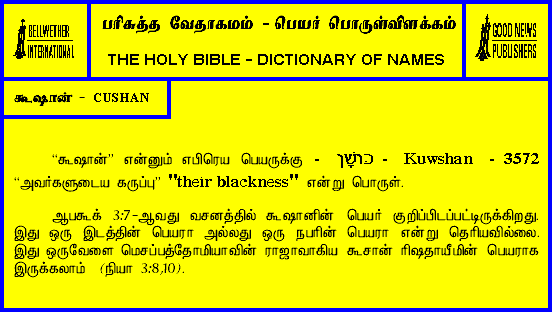 BELLWETHER
INTERNATIONAL
பரிசுத்த வேதாகமம் - பெயர் பொருள்விளக்கம்
THE HOLY BIBLE - DICTIONARY OF NAMES
GOOD NEWS
PUBLISHERS
கூஷான் - CUSHAN
"கூஷான்" என்னும் எபிரெய பெயருக்கு - כּוּשָׁן - Kuwshan - 3572
"அவர்களுடைய கருப்பு" "their blackness" என்று பொருள்.
ஆபகூக் 3:7-ஆவது வசனத்தில் கூஷானின் பெயர் குறிப்பிடப்பட்டிருக்கிறது.
இது ஒரு இடத்தின் பெயரா அல்லது ஒரு நபரின் பெயரா என்று தெரியவில்லை.
இது ஒருவேளை மெசப்பத்தோமியாவின் ராஜாவாகிய கூசான் ரிஷதாயீமின் பெயராக
இருக்கலாம் (நியா 3:8,10).